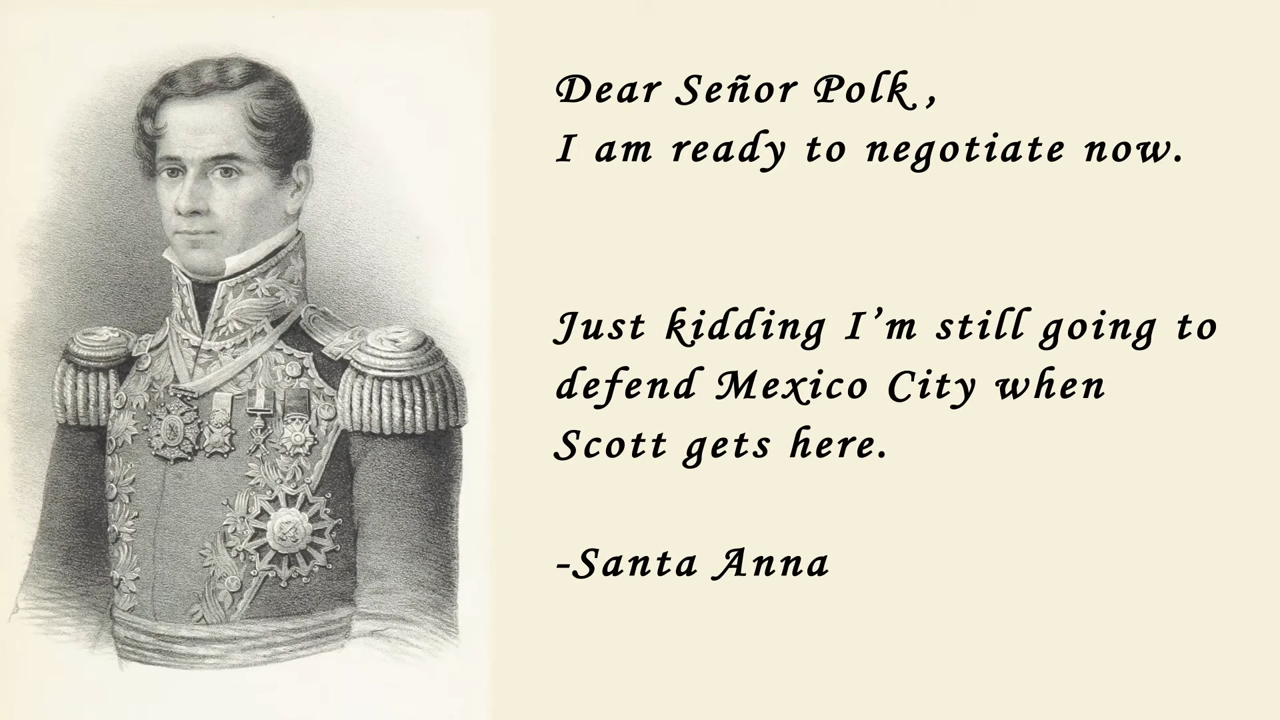 Dear Señor Polk ,
I am ready to negotiate now.
Just kidding I’m still going to
defend Mexico City when
Scott gets here.
-Santa Anna